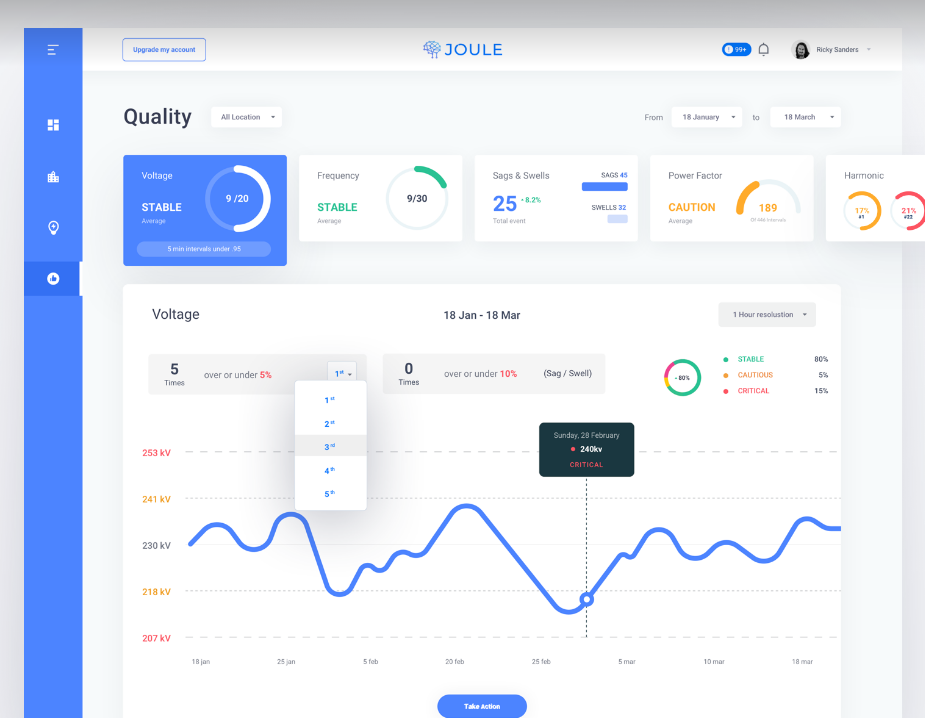 Upgrade my account
JOULE
99+
Ricky Sanders
Quality
All Location
From
18 January
to
18 March
Voltage
STABLE
Average
9 /20
5 min intervals under .95
Frequency
STABLE
Average
9/30
Sags & Swells
25
8.2%
Total event
SAGS 45
SWELLS 32
Power Factor
CAUTION
Average
189
Harmonic
17%
#1
21%
#22
Voltage
18 Jan - 18 Mar
1 Hour resolustion
5
Times
over or under 5%
1st
0
Times
over or under 10%
(Sag / Swell)
- 80%
STABLE 80%
CAUTIOUS 5%
CRITICAL 15%
1st
2nd
3rd
4th
5th
Sunday, 28 February
240kv
CRITICAL
253 kV
241 kV
230 kV
218 kV
207 kV
18 jan
25 jan
5 feb
20 feb
25 feb
5 mar
10 mar
18 mar
Take Action